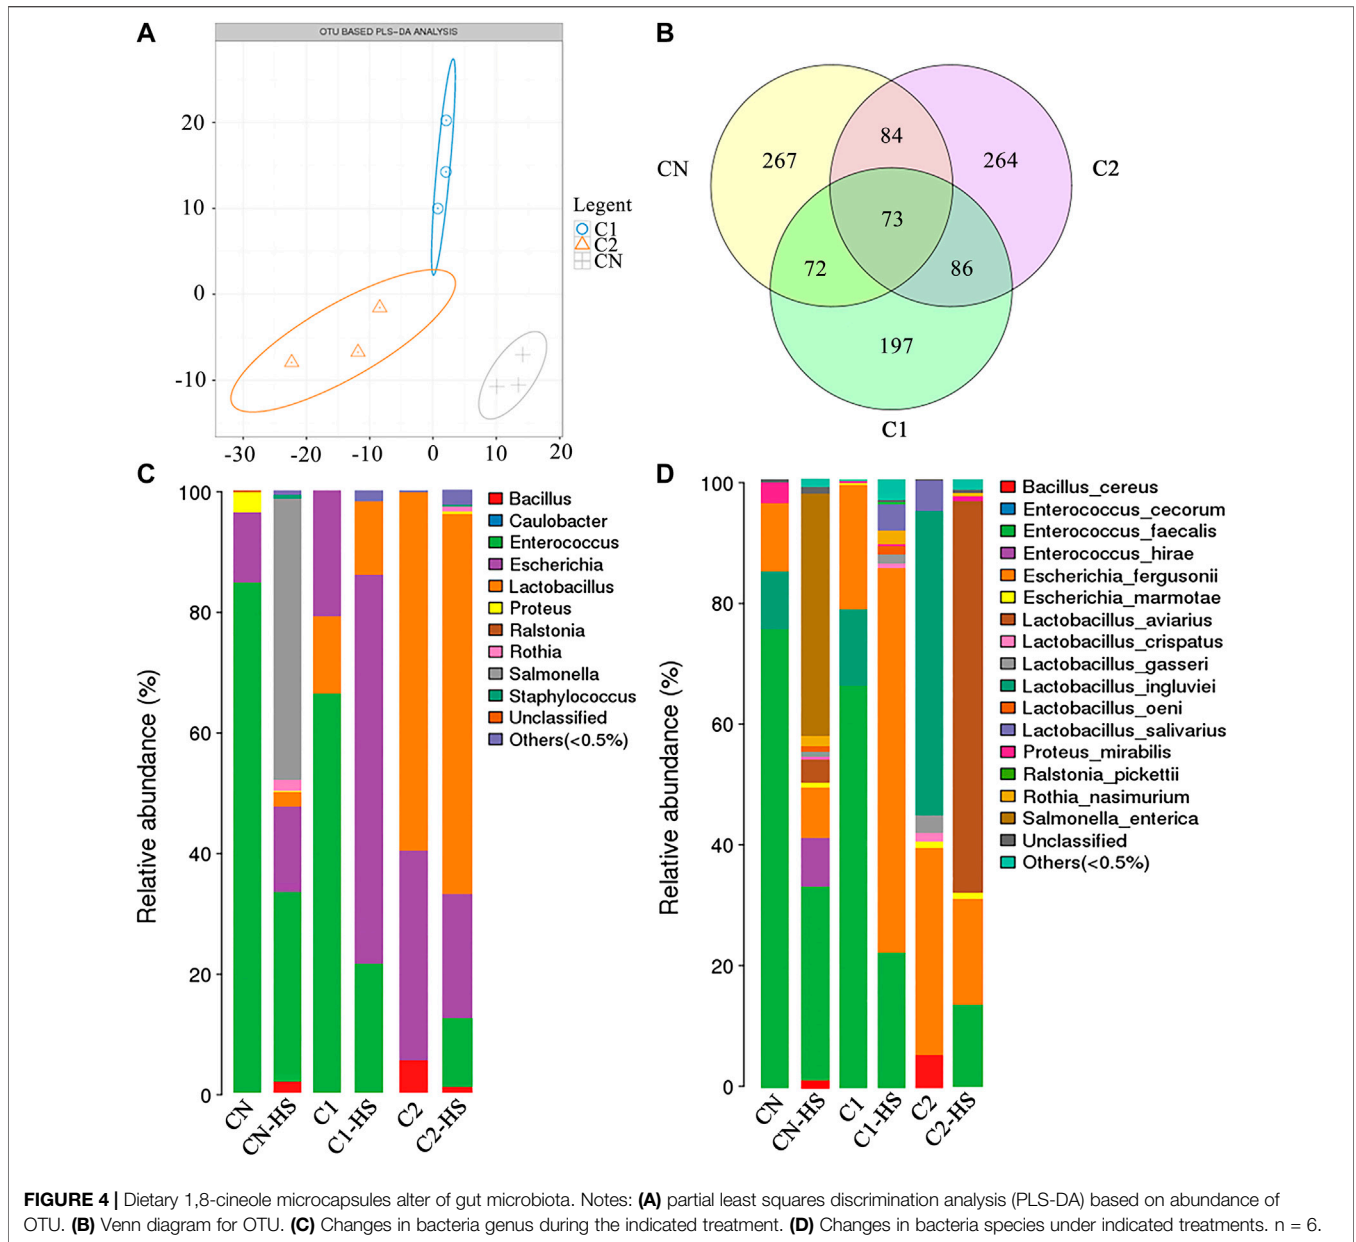 A
OTU BASED PLS-DA ANALYSIS
20
10
0
-10
-30
-20
-10
0
10
20
Legent
C1
C2
CN
B
CN
C2
C1
267
84
264
73
72
86
197
C
Relative abundance (%)
100
80
60
40
20
0
CN
CN-HS
C1
C1-HS
C2
C2-HS
Bacillus
Caulobacter
Enterococcus
Escherichia
Lactobacillus
Proteus
Ralstonia
Rothia
Salmonella
Staphylococcus
Unclassified
Others(<0.5%)
D
Relative abundance (%)
100
80
60
40
20
0
CN
CN-HS
C1
C1-HS
C2
C2-HS
Bacillus_cereus
Enterococcus_cecorum
Enterococcus_faecalis
Enterococcus_hirae
Escherichia_fergusonii
Escherichia_marmotae
Lactobacillus_aviarius
Lactobacillus_crispatus
Lactobacillus_gasseri
Lactobacillus_ingluviei
Lactobacillus_oeni
Lactobacillus_salivarius
Proteus_mirabilis
Ralstonia_pickettii
Rothia_nasimurium
Salmonella_enterica
Unclassified
Others(<0.5%)
FIGURE 4 | Dietary 1,8-cineole microcapsules alter of gut microbiota. Notes: (A) partial least squares discrimination analysis (PLS-DA) based on abundance of
OTU. (B) Venn diagram for OTU. (C) Changes in bacteria genus during the indicated treatment. (D) Changes in bacteria species under indicated treatments. n = 6.